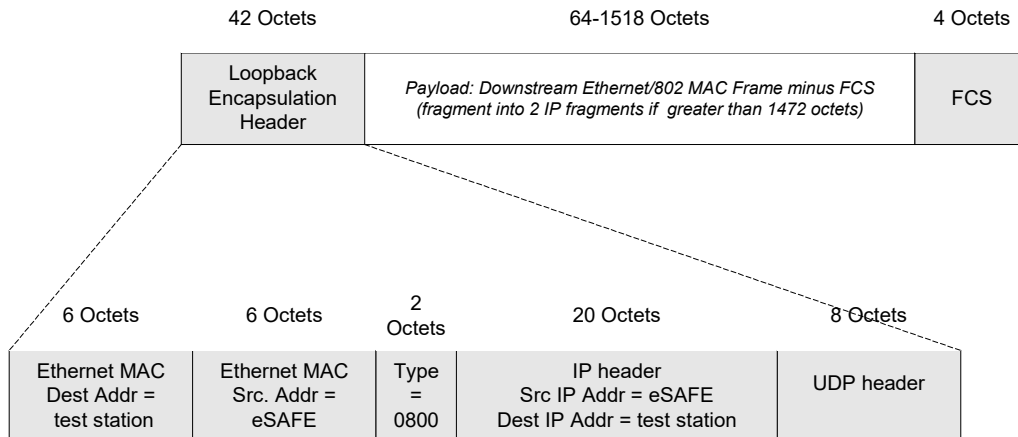 42 Octets
64-1518 Octets
4 Octets
Loopback
Encapsulation
Header
Payload: Downstream Ethernet/802 MAC Frame minus FCS
(fragment into 2 IP fragments if greater than 1472 octets)
FCS
6 Octets
6 Octets
2
Octets
20 Octets
8 Octets
Ethernet MAC
Dest Addr =
test station
Ethernet MAC
Src. Addr =
eSAFE
Type
=
0800
IP header
Src IP Addr = eSAFE
Dest IP Addr = test station
UDP header